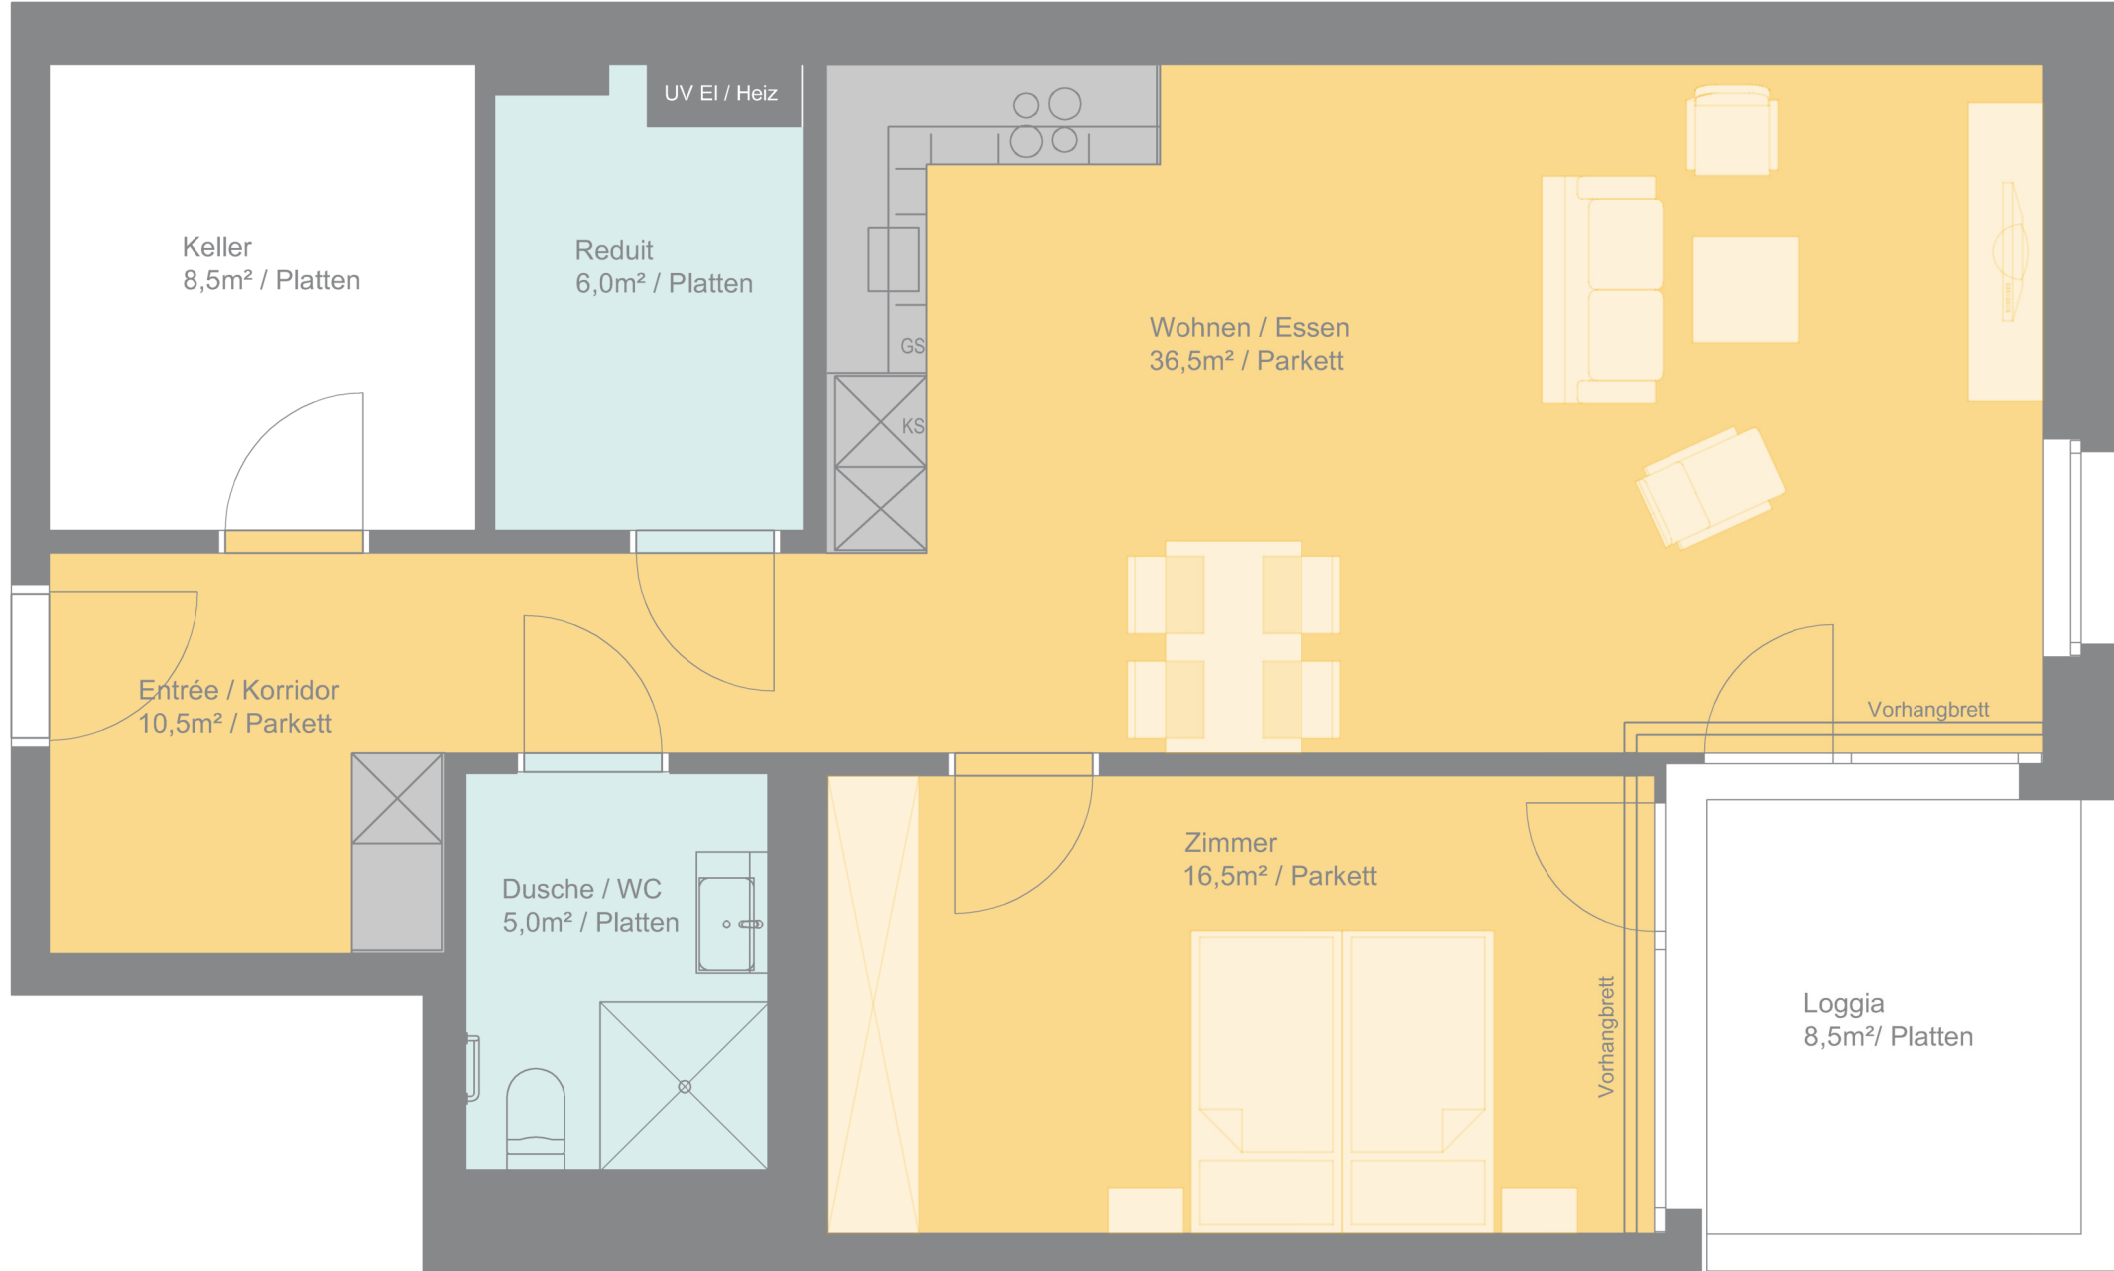 UV El / Heiz
Keller
8,5m² / Platten
Reduit
6,0m² / Platten
GS
KS
Wohnen / Essen
36,5m² / Parkett
Entrée / Korridor
10,5m² / Parkett
Vorhangbrett
Dusche / WC
5,0m² / Platten
Zimmer
16,5m² / Parkett
Vorhangbrett
Loggia
8,5m²/ Platten